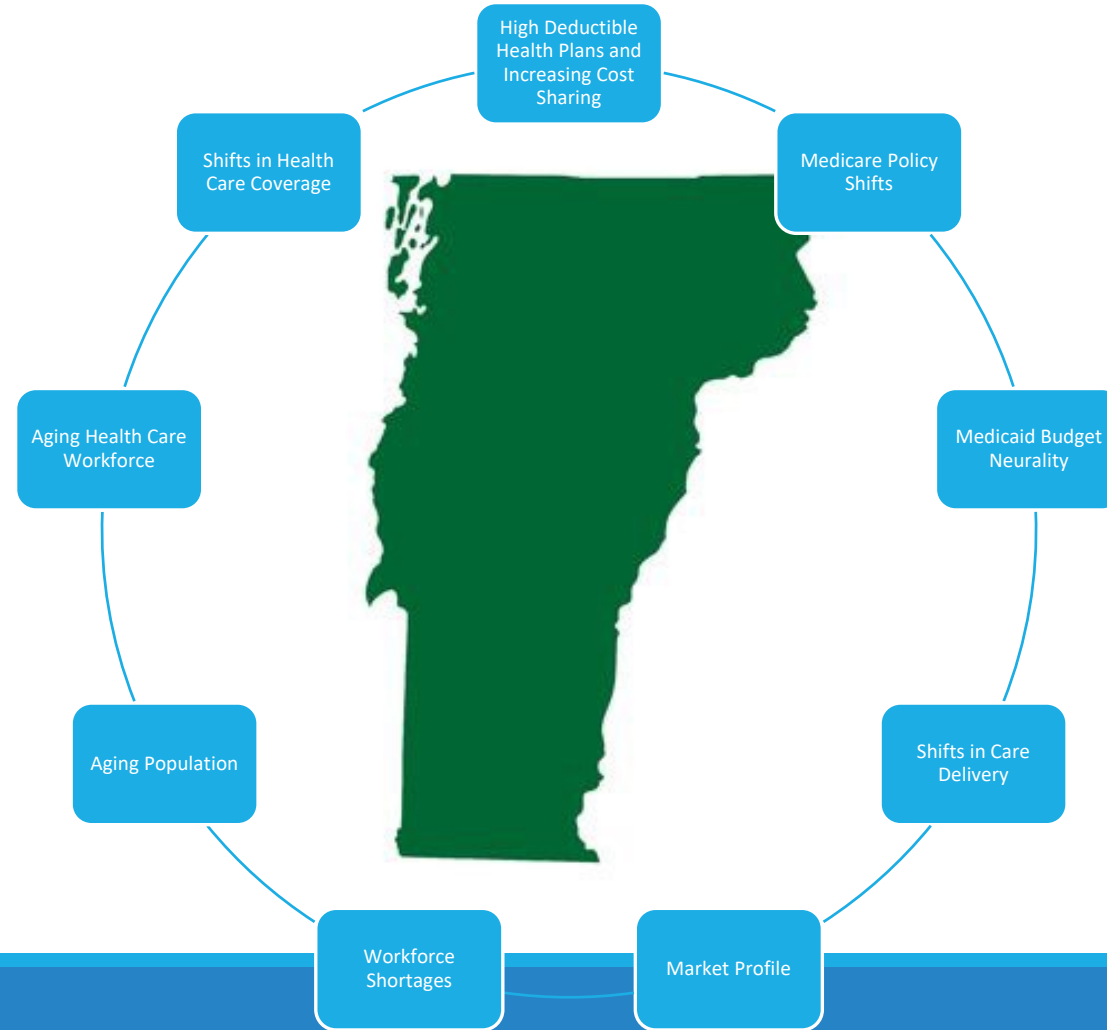 High Deductible
Health Plans and
Increasing Cost
Sharing
Medicare Policy
Shifts
Medicaid Budget
Neurality
Shifts in Care
Delivery
Market Profile
Workforce
Shortages
Aging Population
Aging Health Care
Workforce
Shifts in Health
Care Coverage